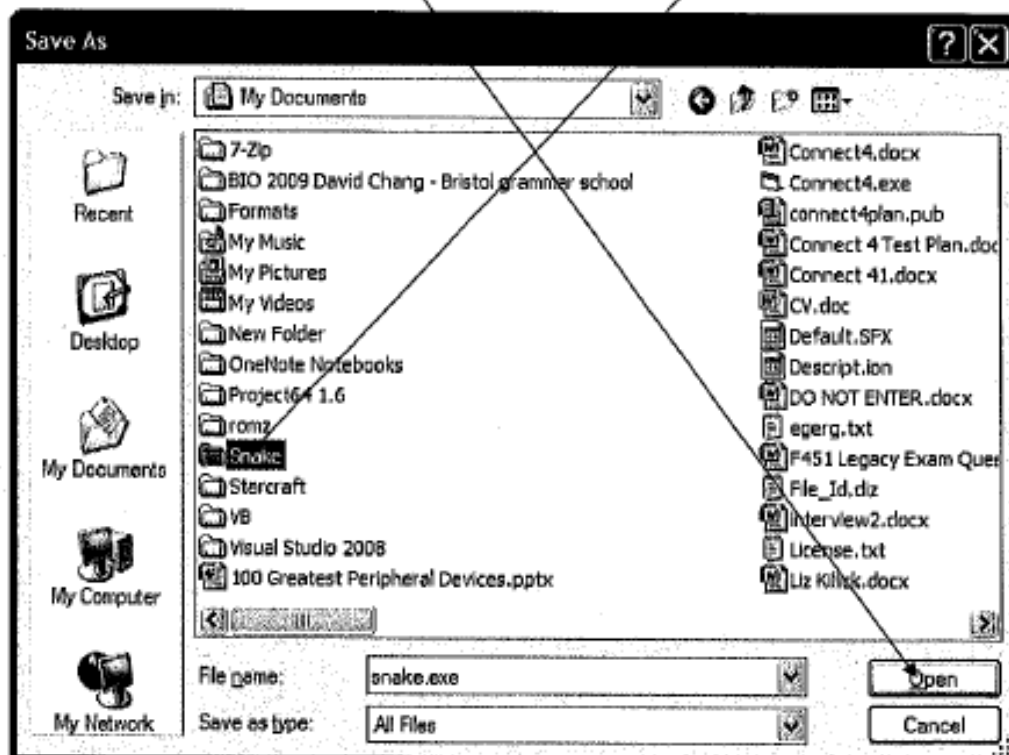 Save As
Save in:
My Documents
Recent
Desktop
My Documents
My Computer
My Network
7-Zip
BIO 2009 David Chang - Bristol grammar school
Formats
My Music
My Pictures
My Videos
New Folder
OneNote Notebooks
Project64 1.6
romz
Snake
Starcraft
VB
Visual Studio 2008
100 Greatest Peripheral Devices.pptx
Connect4.docx
Connect4.exe
connect4plan.pub
Connect 4 Test Plan.doc
Connect 41.docx
CV.doc
Default.SFX
Descript.ion
DO NOT ENTER.docx
egerg.txt
F451 Legacy Exam Ques
File_Id.diz
interview2.docx
License.txt
Liz Killick.docx
File name:
snake.exe
Open
Save as type:
All Files
Cancel